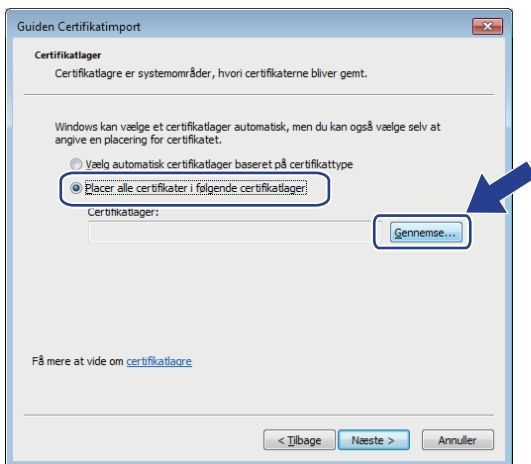 Guiden Certifikatimport
Certifikatlager
Certifikatlagre er systemområder, hvori certifikaterne bliver gemt.
Windows kan vælge et certifikatlager automatisk, men du kan også vælge selv at
angive en placering for certifikatet.
Vælg automatisk certifikatlager baseret på certifikattype
Placer alle certifikater i følgende certifikatlager
Certifikatlager:
Gennemse...
Få mere at vide om certifikatlagre
< Tilbage
Næste >
Annuller